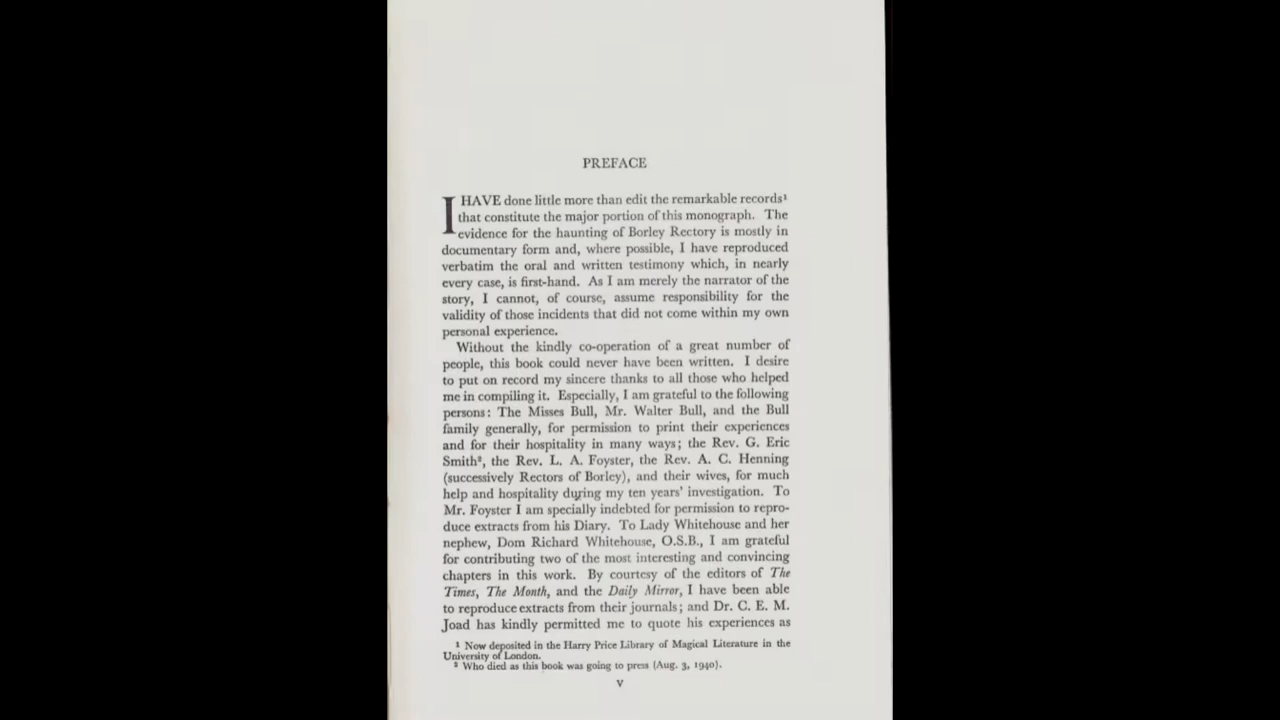 PREFACE
I HAVE done little more than edit the remarkable records¹
that constitute the major portion of this monograph. The
evidence for the haunting of Borley Rectory is mostly in
documentary form and, where possible, I have reproduced
verbatim the oral and written testimony which, in nearly
every case, is first-hand. As I am merely the narrator of the
story, I cannot, of course, assume responsibility for the
validity of those incidents that did not come within my own
personal experience.
Without the kindly co-operation of a great number of
people, this book could never have been written. I desire
to put on record my sincere thanks to all those who helped
me in compiling it. Especially, I am grateful to the following
persons: The Misses Bull, Mr. Walter Bull, and the Bull
family generally, for permission to print their experiences
and for their hospitality in many ways; the Rev. G. Eric
Smith², the Rev. L. A. Foyster, the Rev. A. C. Henning
(successively Rectors of Borley), and their wives, for much
help and hospitality during my ten years' investigation. To
Mr. Foyster I am specially indebted for permission to repro-
duce extracts from his Diary. To Lady Whitehouse and her
nephew, Dom Richard Whitehouse, O.S.B., I am grateful
for contributing two of the most interesting and convincing
chapters in this work. By courtesy of the editors of The
Times, The Month, and the Daily Mirror, I have been able
to reproduce extracts from their journals; and Dr. C. E. M.
Joad has kindly permitted me to quote his experiences as
¹ Now deposited in the Harry Price Library of Magical Literature in the
University of London.
² Who died as this book was going to press (Aug. 3, 1940).
V